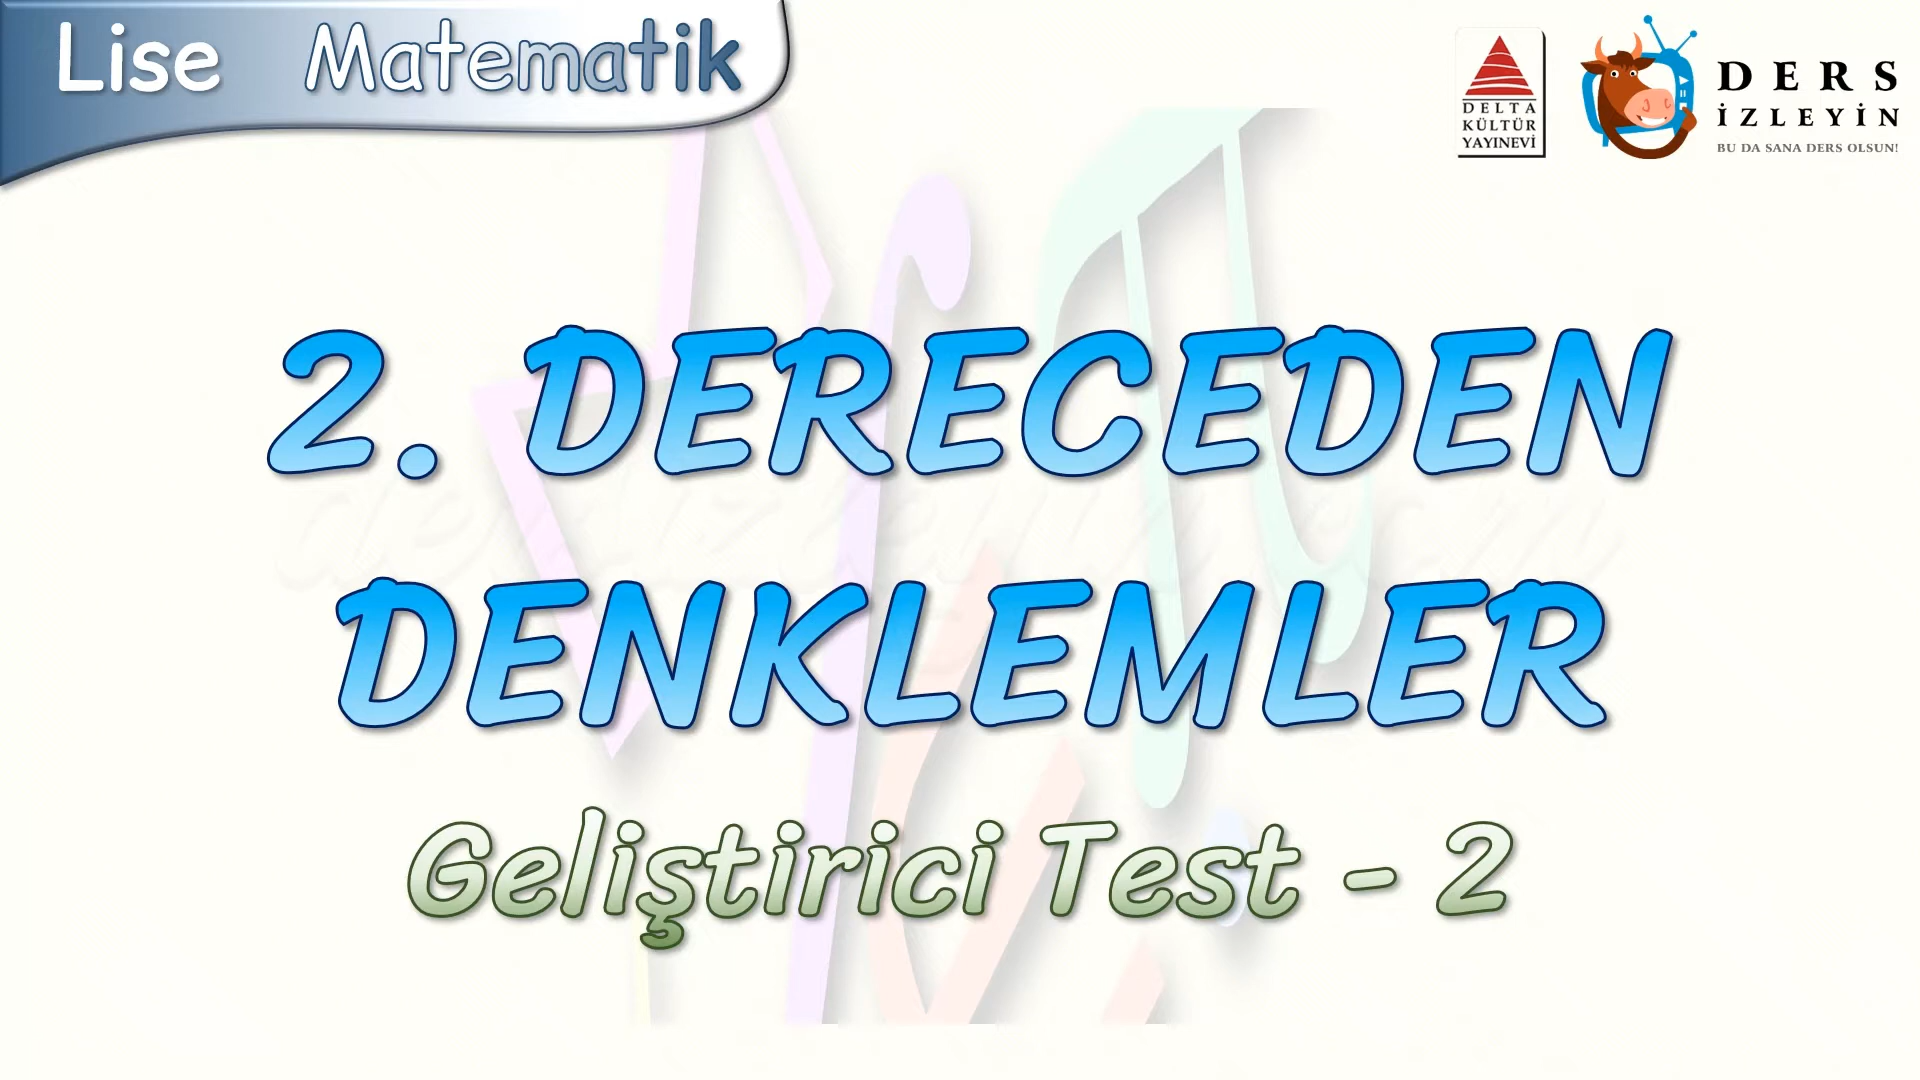 Lise Matematik
DELTA
KÜLTÜR
YAYINEVİ
DERS
İZLEYİN
BU DA SANA DERS OLSUN!
2. DERECEDEN
DENKLEMLER
Geliştirici Test - 2